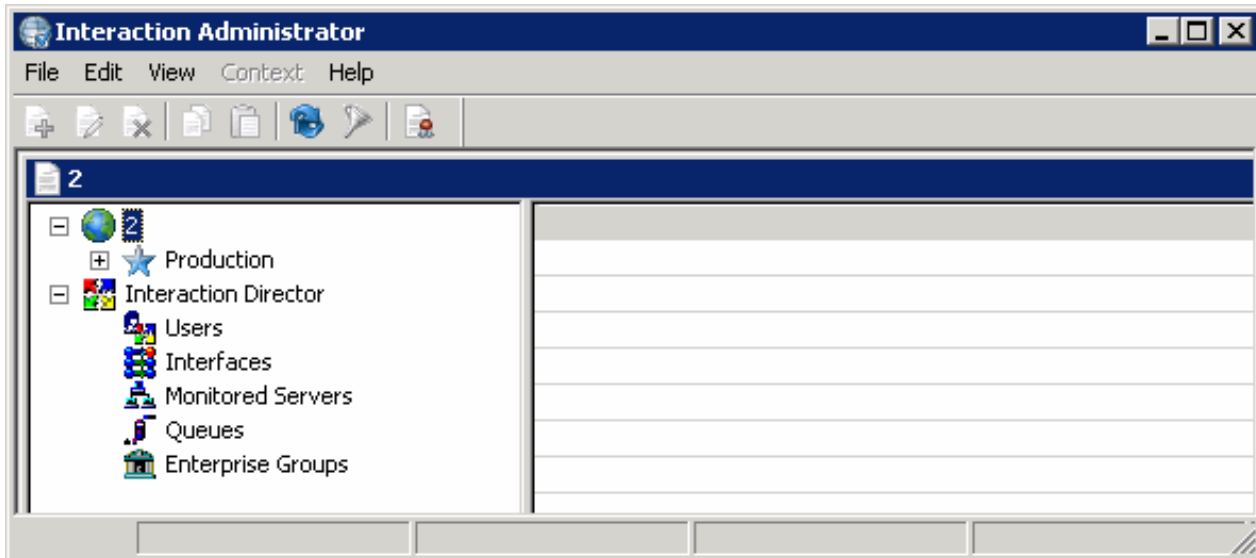 Interaction Administrator
File Edit View Context Help
2
2
Production
Interaction Director
Users
Interfaces
Monitored Servers
Queues
Enterprise Groups